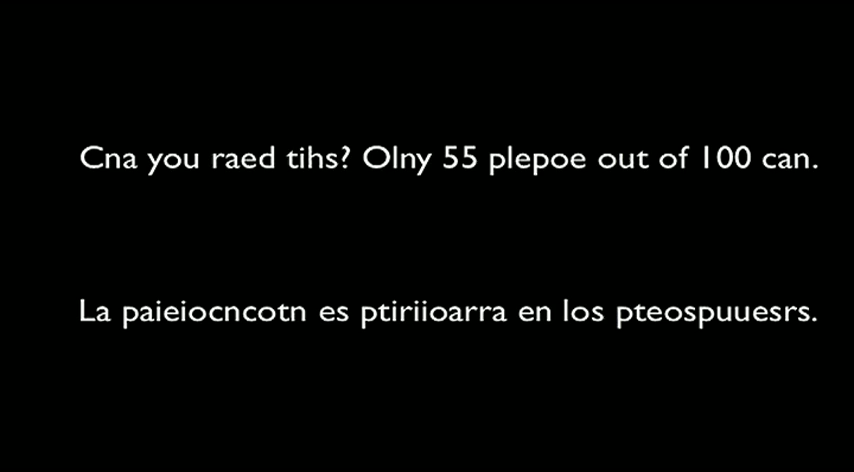 Cna you raed tihs? Olny 55 plepoe out of 100 can.
La paieiocncotn es ptiriioarra en los pteospuuesrs.